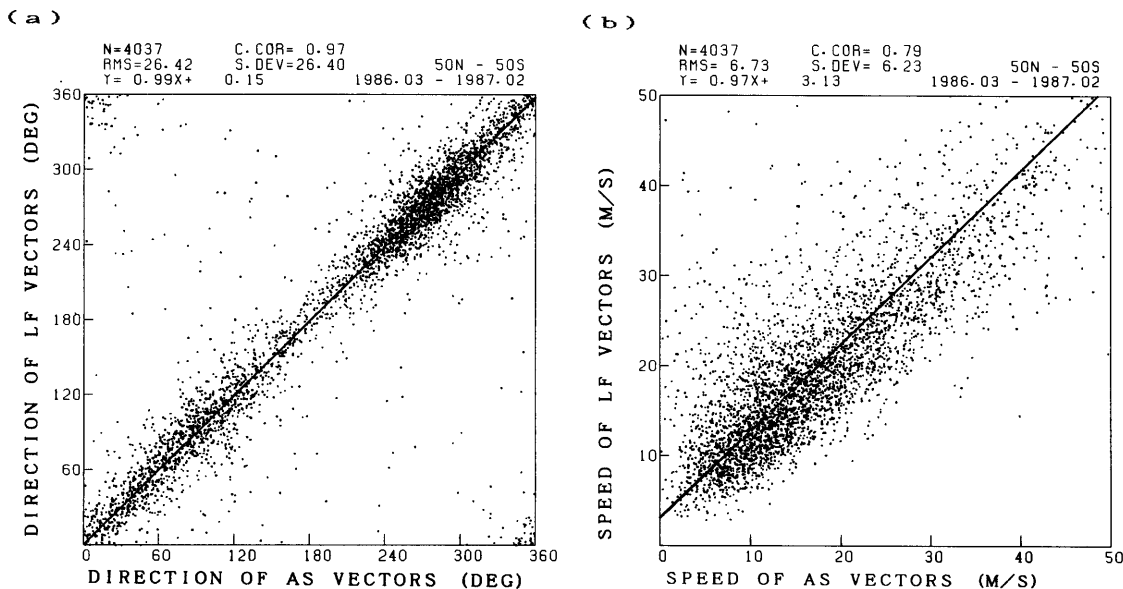 (a)
N=4037 C.COR= 0.97
RMS=26.42 S.DEV=26.40 50N - 50S
Y= 0.99X+ 0.15 1986.03 - 1987.02
360
300
240
180
120
60
0 60 120 180 240 300 360
DIRECTION OF LF VECTORS (DEG)
DIRECTION OF AS VECTORS (DEG)
(b)
N=4037 C.COR= 0.79
RMS= 6.73 S.DEV= 6.23 50N - 50S
Y= 0.97X+ 3.13 1986.03 - 1987.02
50
40
30
20
10
0 10 20 30 40 50
SPEED OF LF VECTORS (M/S)
SPEED OF AS VECTORS (M/S)